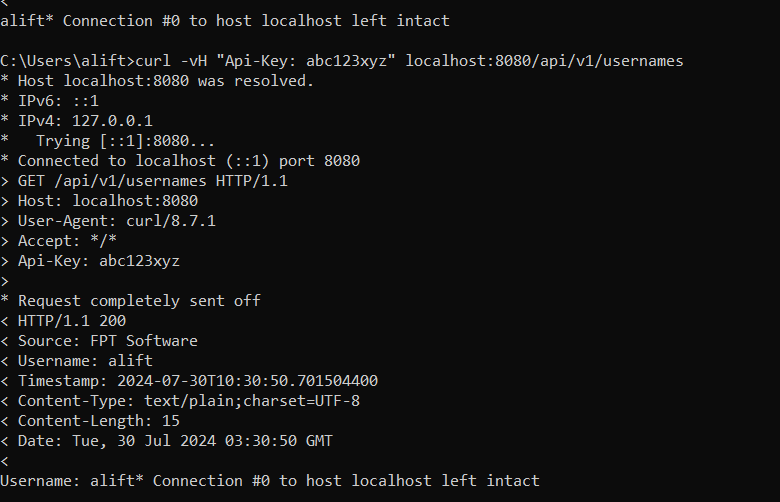 <
alift* Connection #0 to host localhost left intact
C:\Users\alift>curl -vH "Api-Key: abc123xyz" localhost:8080/api/v1/usernames
* Host localhost:8080 was resolved.
* IPv6: ::1
* IPv4: 127.0.0.1
*   Trying [::1]:8080...
* Connected to localhost (::1) port 8080
> GET /api/v1/usernames HTTP/1.1
> Host: localhost:8080
> User-Agent: curl/8.7.1
> Accept: */*
> Api-Key: abc123xyz
>
* Request completely sent off
< HTTP/1.1 200
< Source: FPT Software
< Username: alift
< Timestamp: 2024-07-30T10:30:50.701504400
< Content-Type: text/plain;charset=UTF-8
< Content-Length: 15
< Date: Tue, 30 Jul 2024 03:30:50 GMT
<
Username: alift* Connection #0 to host localhost left intact